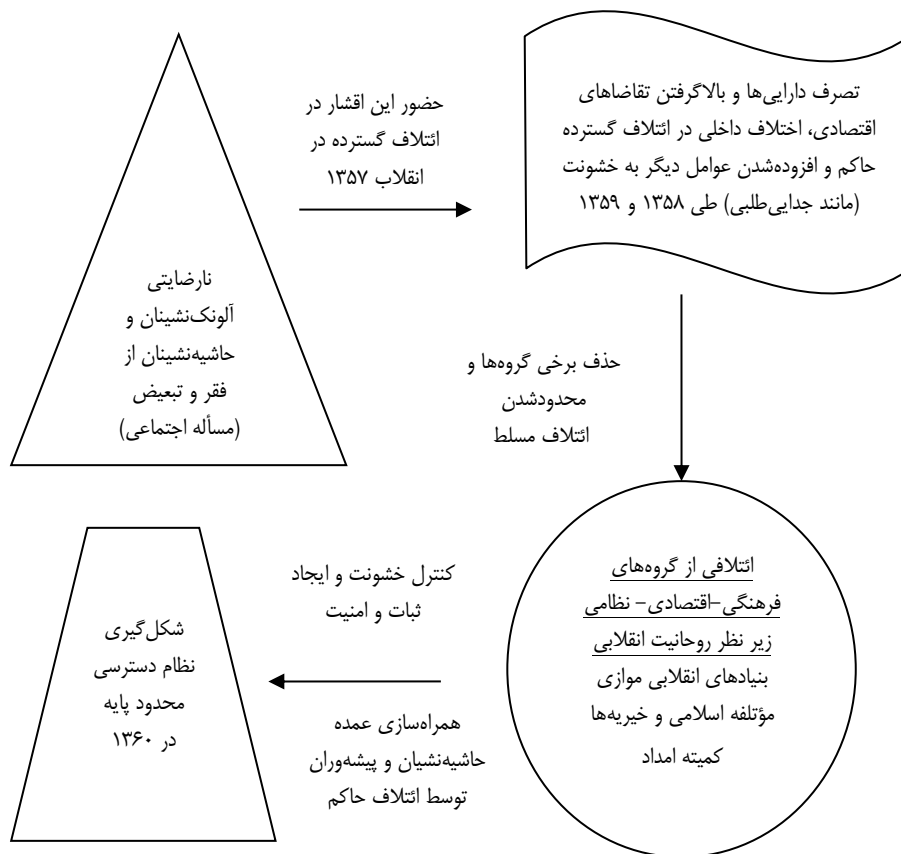 نارضایتی
آلونک‌نشینان و
حاشیه‌نشینان از
فقر و تبعیض
(مسأله اجتماعی)
حضور این اقشار در
ائتلاف گسترده در
انقلاب ۱۳۵۷
تصرف دارایی‌ها و بالاگرفتن تقاضاهای
اقتصادی، اختلاف داخلی در ائتلاف گسترده
حاکم و افزوده‌شدن عوامل دیگر به خشونت
(مانند جدایی‌طلبی) طی ۱۳۵۸ و ۱۳۵۹
حذف برخی گروه‌ها و
محدودشدن
ائتلاف مسلط
ائتلافی از گروه‌های
فرهنگی-اقتصادی- نظامی
زیر نظر روحانیت انقلابی
بنیادهای انقلابی موازی
مؤتلفه اسلامی و خیریه‌ها
کمیته امداد
کنترل خشونت و ایجاد
ثبات و امنیت
همراه‌سازی عمده
حاشیه‌نشیان و پیشه‌وران
توسط ائتلاف حاکم
شکل‌گیری
نظام دسترسی
محدود پایه
در ۱۳۶۰